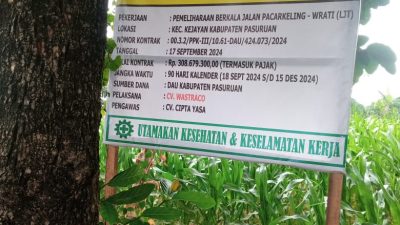 PEKERJAAN : PEMELIHARAAN BERKALA JALAN PACARKELING - WRATI (LJT)
LOKASI : KEC. KEJAYAN KABUPATEN PASURUAN
NOMOR KONTRAK : 00.3.2/PPK-III/10.61-DAU/424.073/2024
TANGGAL : 17 SEPTEMBER 2024
LAI KONTRAK : Rp. 308.679.300,00 (TERMASUK PAJAK)
JANGKA WAKTU : 90 HARI KALENDER (18 SEPT 2024 S/D 15 DES 2024)
SUMBER DANA : DAU KABUPATEN PASURUAN
PELAKSANA : CV. WASTRACO
PENGAWAS : CV. CIPTA YASA
UTAMAKAN KESEHATAN & KESELAMATAN KERJA